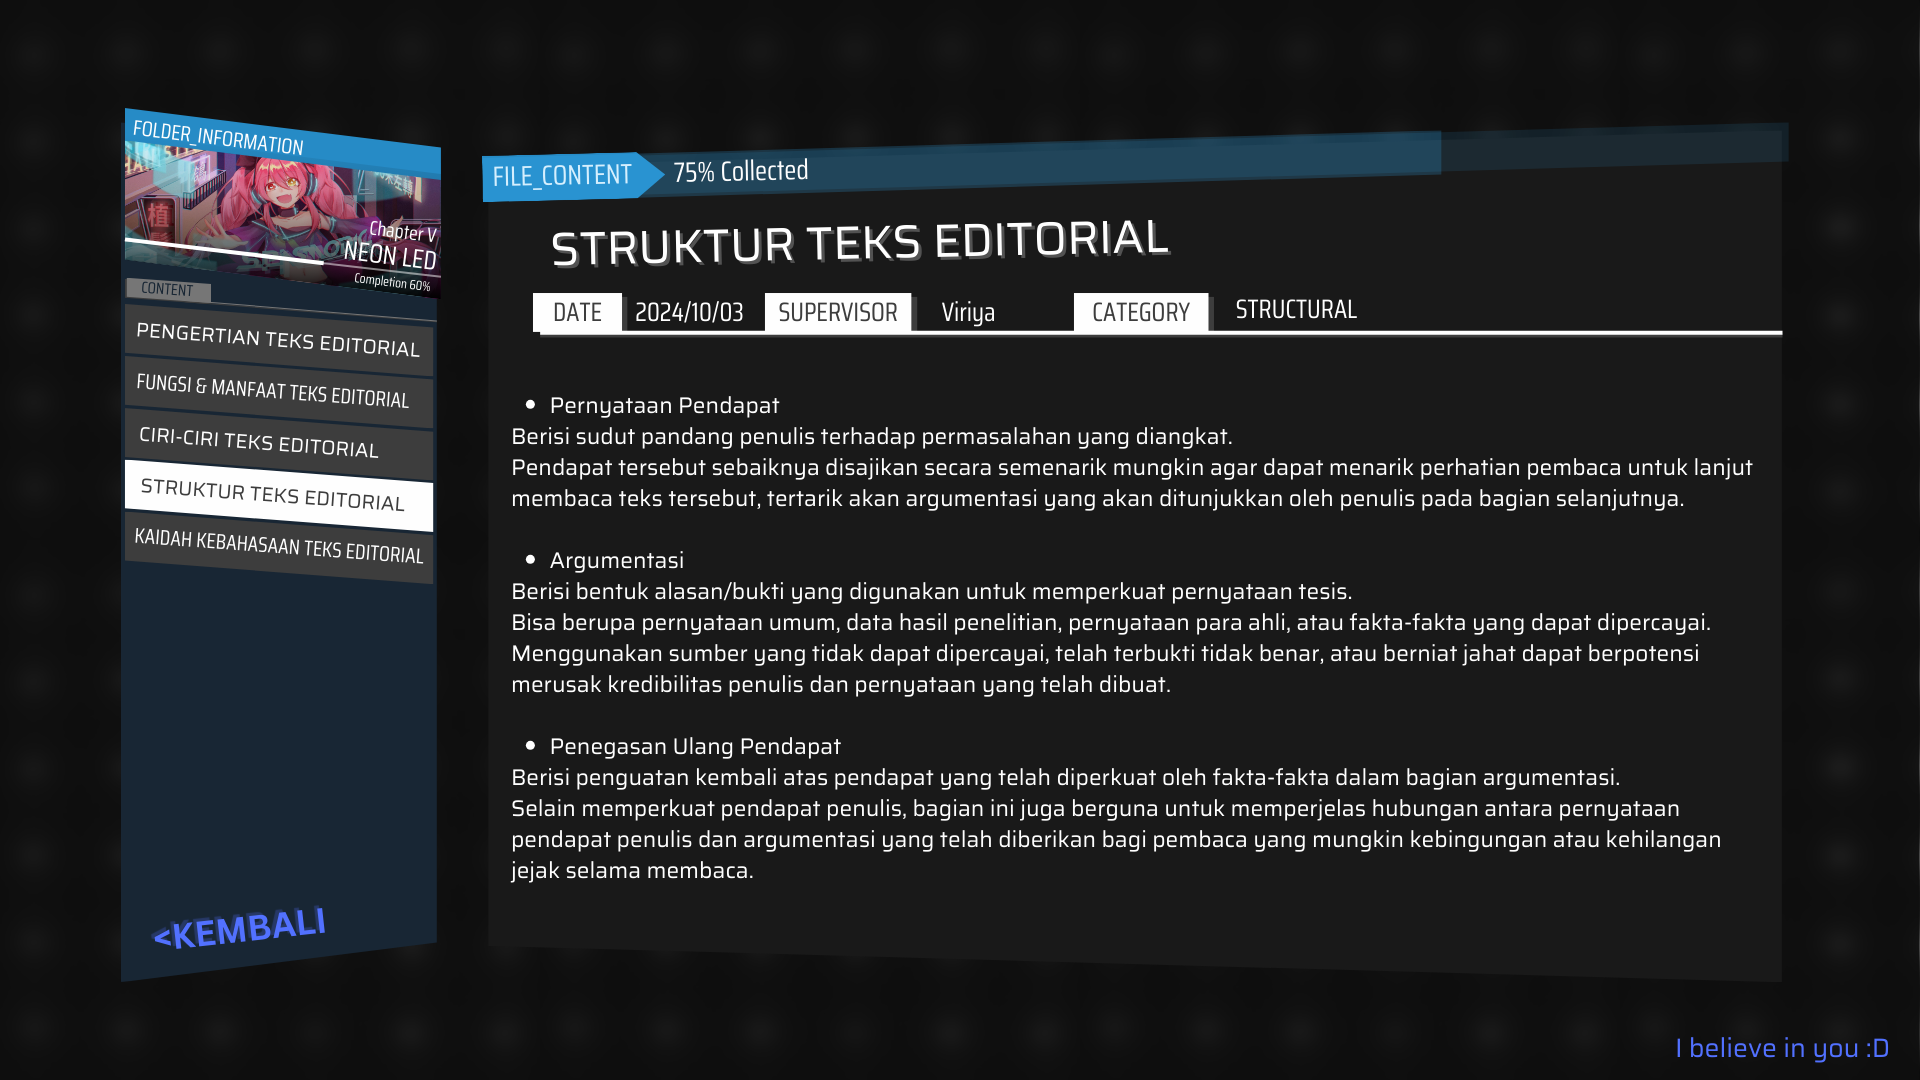 FOLDER_INFORMATION
Chapter V
NEON LED
Completion 60%
CONTENT
PENGERTIAN TEKS EDITORIAL
FUNGSI & MANFAAT TEKS EDITORIAL
CIRI-CIRI TEKS EDITORIAL
STRUKTUR TEKS EDITORIAL
KAIDAH KEBAHASAAN TEKS EDITORIAL
<KEMBALI
FILE_CONTENT 75% Collected
STRUKTUR TEKS EDITORIAL
DATE 2024/10/03 SUPERVISOR Viriya CATEGORY STRUCTURAL
• Pernyataan Pendapat
Berisi sudut pandang penulis terhadap permasalahan yang diangkat.
Pendapat tersebut sebaiknya disajikan secara semenarik mungkin agar dapat menarik perhatian pembaca untuk lanjut
membaca teks tersebut, tertarik akan argumentasi yang akan ditunjukkan oleh penulis pada bagian selanjutnya.
• Argumentasi
Berisi bentuk alasan/bukti yang digunakan untuk memperkuat pernyataan tesis.
Bisa berupa pernyataan umum, data hasil penelitian, pernyataan para ahli, atau fakta-fakta yang dapat dipercayai.
Menggunakan sumber yang tidak dapat dipercayai, telah terbukti tidak benar, atau berniat jahat dapat berpotensi
merusak kredibilitas penulis dan pernyataan yang telah dibuat.
• Penegasan Ulang Pendapat
Berisi penguatan kembali atas pendapat yang telah diperkuat oleh fakta-fakta dalam bagian argumentasi.
Selain memperkuat pendapat penulis, bagian ini juga berguna untuk memperjelas hubungan antara pernyataan
pendapat penulis dan argumentasi yang telah diberikan bagi pembaca yang mungkin kebingungan atau kehilangan
jejak selama membaca.
I believe in you :D